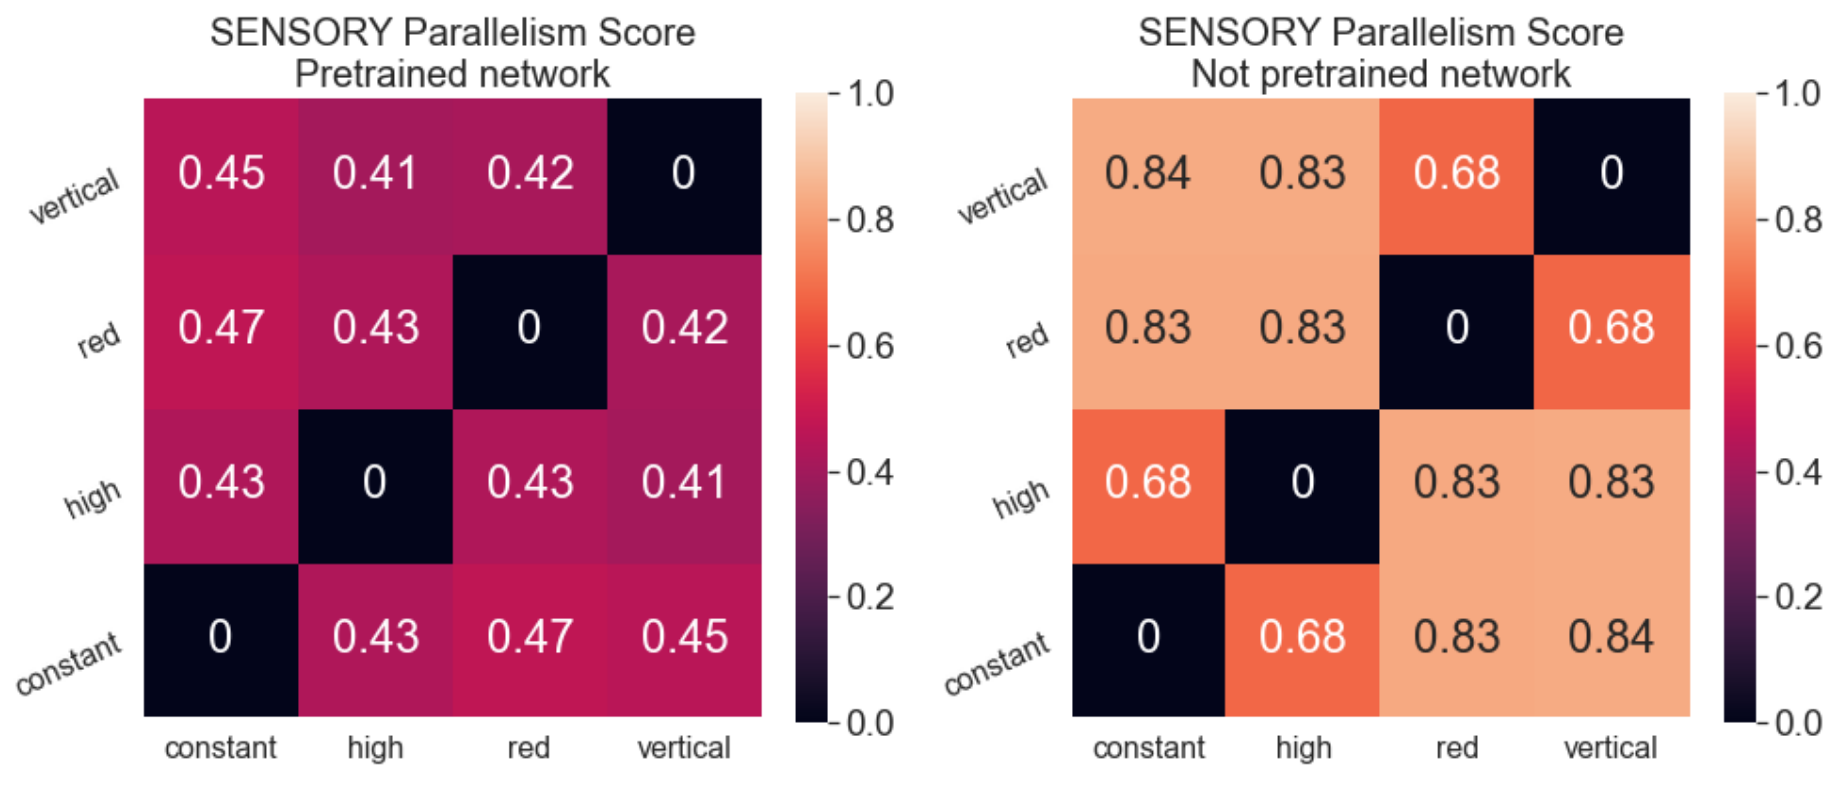 SENSORY Parallelism Score
Pretrained network
vertical 0.45 0.41 0.42 0
red 0.47 0.43 0 0.42
high 0.43 0 0.43 0.41
constant 0 0.43 0.47 0.45
constant high red vertical
1.0
0.8
0.6
0.4
0.2
0.0
SENSORY Parallelism Score
Not pretrained network
vertical 0.84 0.83 0.68 0
red 0.83 0.83 0 0.68
high 0.68 0 0.83 0.83
constant 0 0.68 0.83 0.84
constant high red vertical
1.0
0.8
0.6
0.4
0.2
0.0